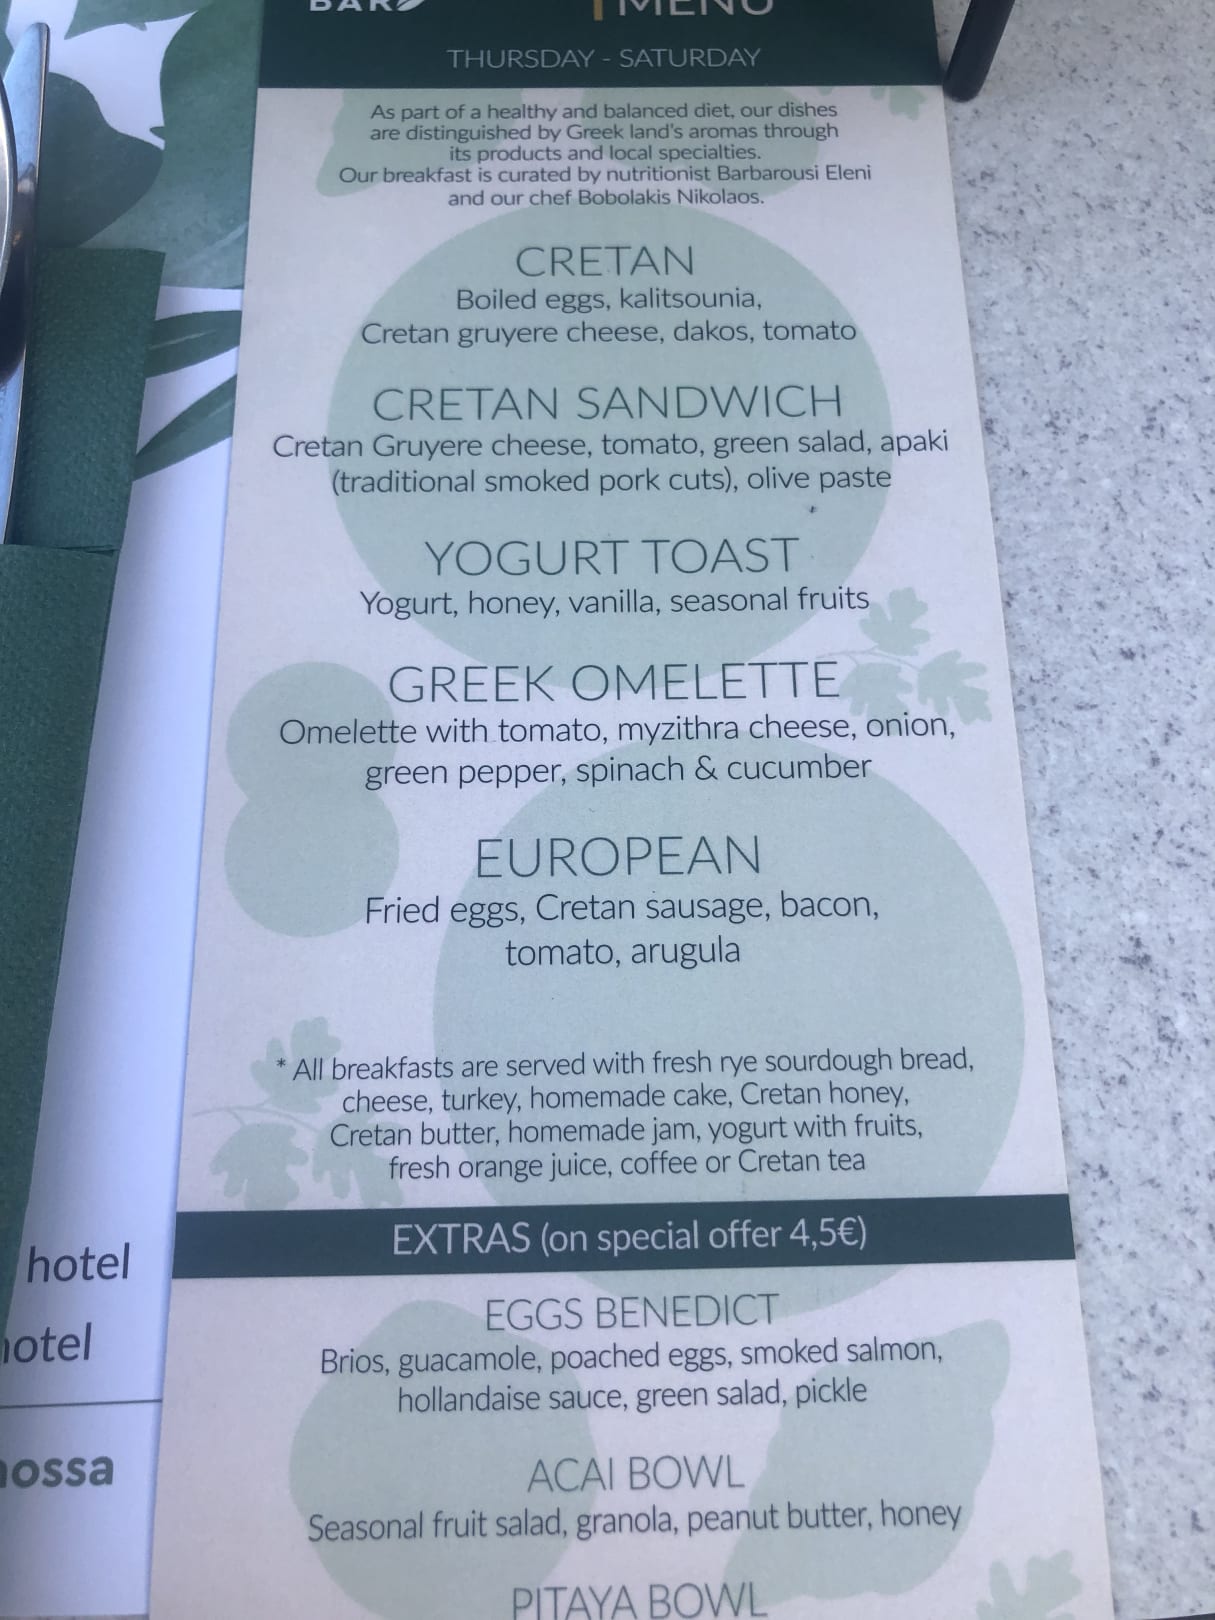 BAR
MENU
THURSDAY - SATURDAY
As part of a healthy and balanced diet, our dishes
are distinguished by Greek land's aromas through
its products and local specialties.
Our breakfast is curated by nutritionist Barbarousi Eleni
and our chef Bobolakis Nikolaos.
CRETAN
Boiled eggs, kalitsounia,
Cretan gruyere cheese, dakos, tomato
CRETAN SANDWICH
Cretan Gruyere cheese, tomato, green salad, apaki
(traditional smoked pork cuts), olive paste
YOGURT TOAST
Yogurt, honey, vanilla, seasonal fruits
GREEK OMELETTE
Omelette with tomato, myzithra cheese, onion,
green pepper, spinach & cucumber
EUROPEAN
Fried eggs, Cretan sausage, bacon,
tomato, arugula
* All breakfasts are served with fresh rye sourdough bread,
cheese, turkey, homemade cake, Cretan honey,
Cretan butter, homemade jam, yogurt with fruits,
fresh orange juice, coffee or Cretan tea
EXTRAS (on special offer 4,5€)
EGGS BENEDICT
Brios, guacamole, poached eggs, smoked salmon,
hollandaise sauce, green salad, pickle
ACAI BOWL
Seasonal fruit salad, granola, peanut butter, honey
PITAYA BOWL
hotel
hotel